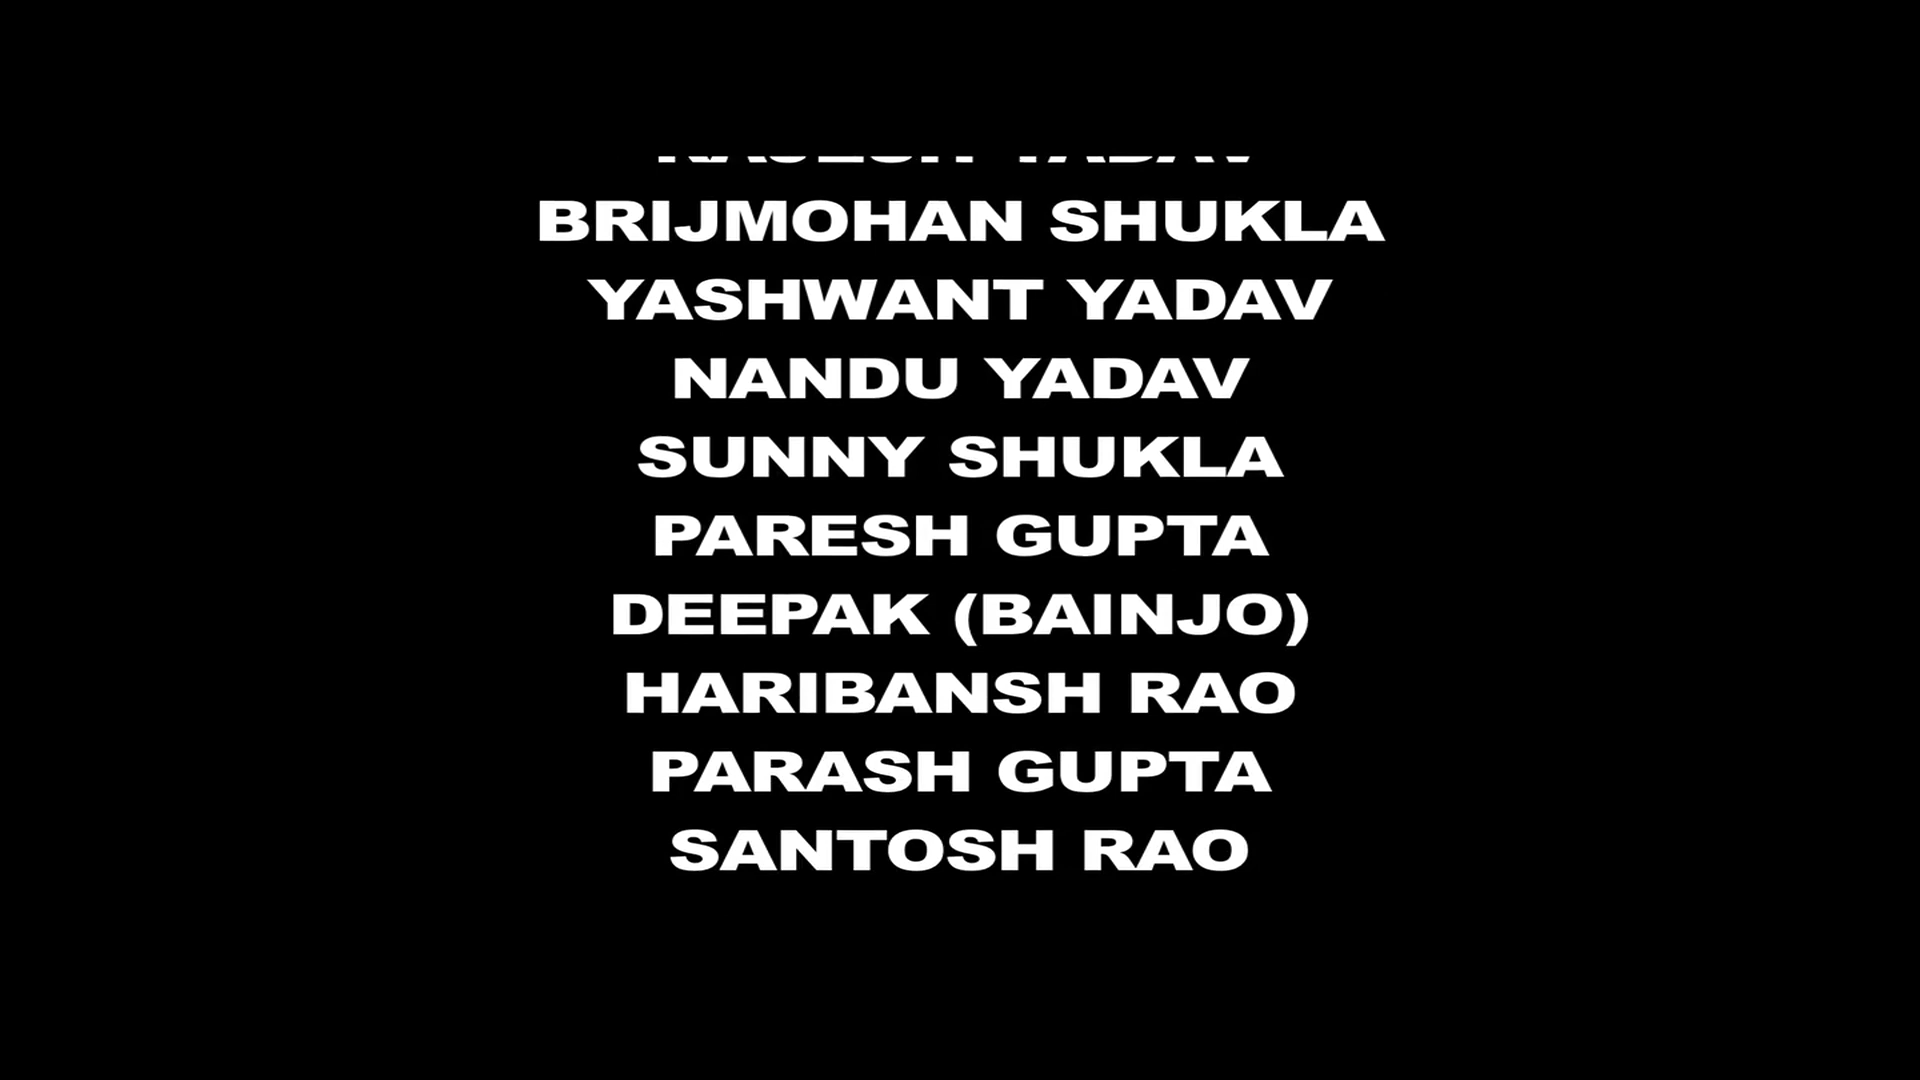 BRIJMOHAN SHUKLA
YASHWANT YADAV
NANDU YADAV
SUNNY SHUKLA
PARESH GUPTA
DEEPAK (BAINJO)
HARIBANSH RAO
PARASH GUPTA
SANTOSH RAO